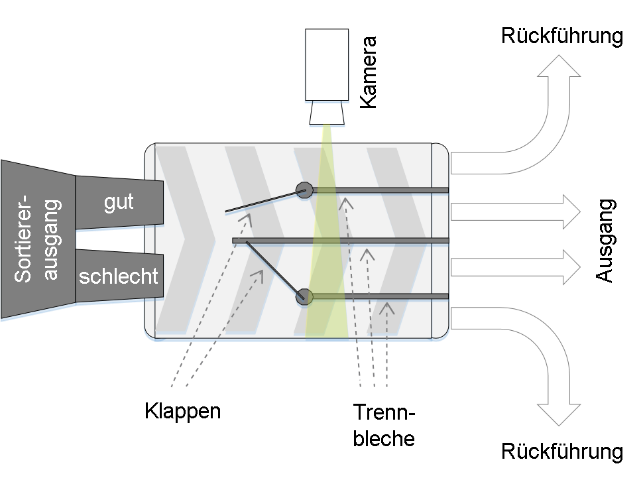 Rückführung
Kamera
Sortierer-
ausgang
gut
schlecht
Ausgang
Klappen
Trenn-
bleche
Rückführung